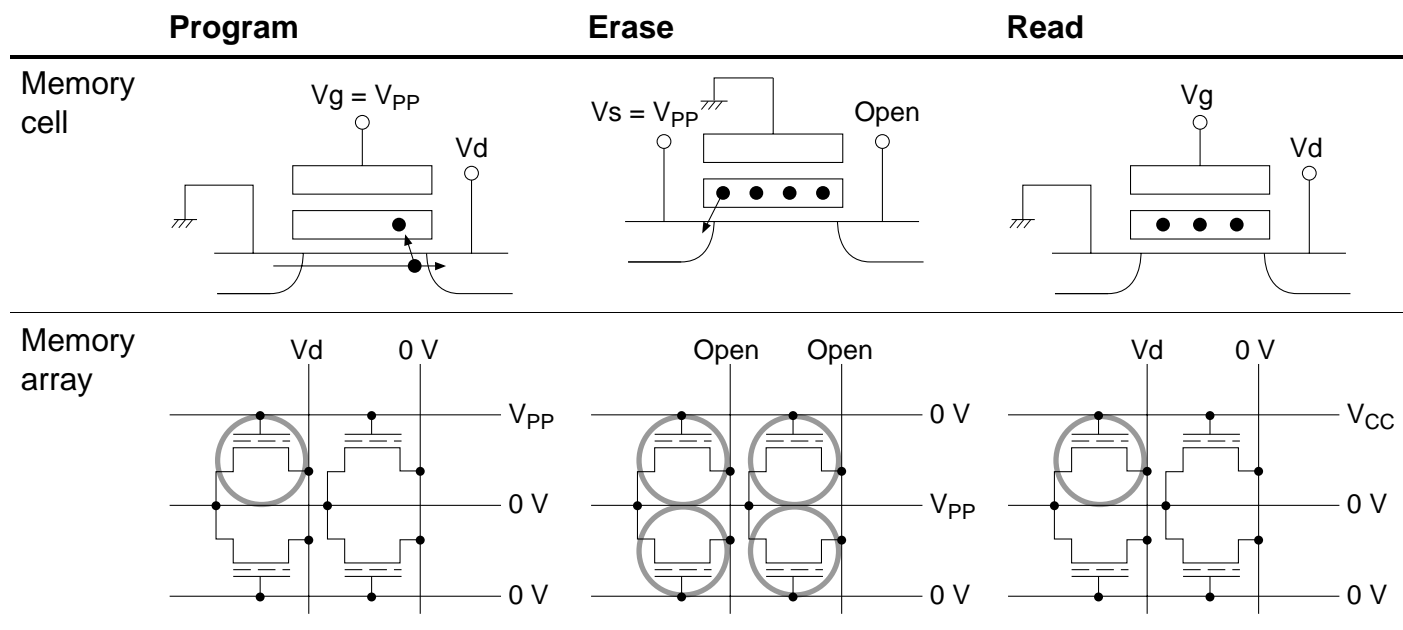 Program Erase Read
Memory
cell
Vg = VPP
Vd
Vs = VPP
Open
Vg
Vd
Memory
array
Vd 0 V
VPP
0 V
0 V
Open Open
0 V
VPP
0 V
Vd 0 V
VCC
0 V
0 V